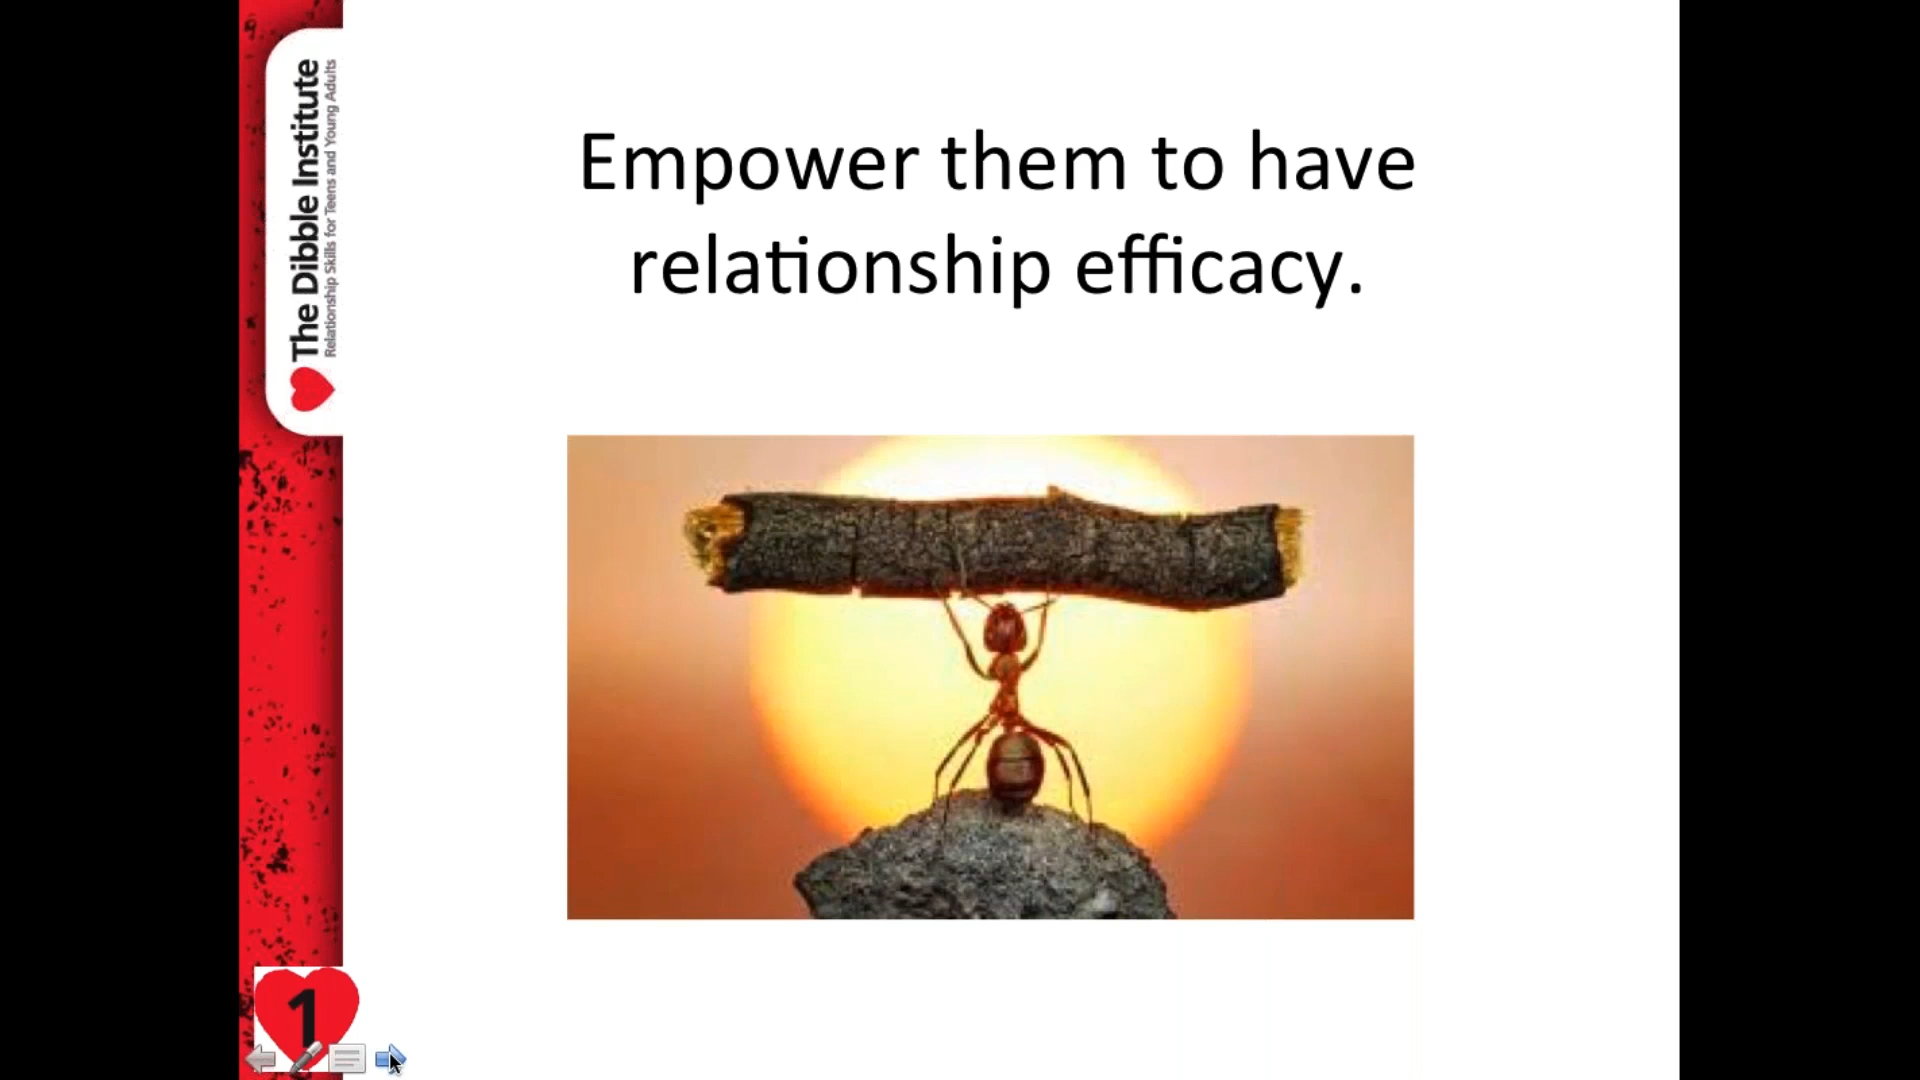 The Dibble Institute
Relationship Skills for Teens and Young Adults
Empower them to have
relationship efficacy.
1